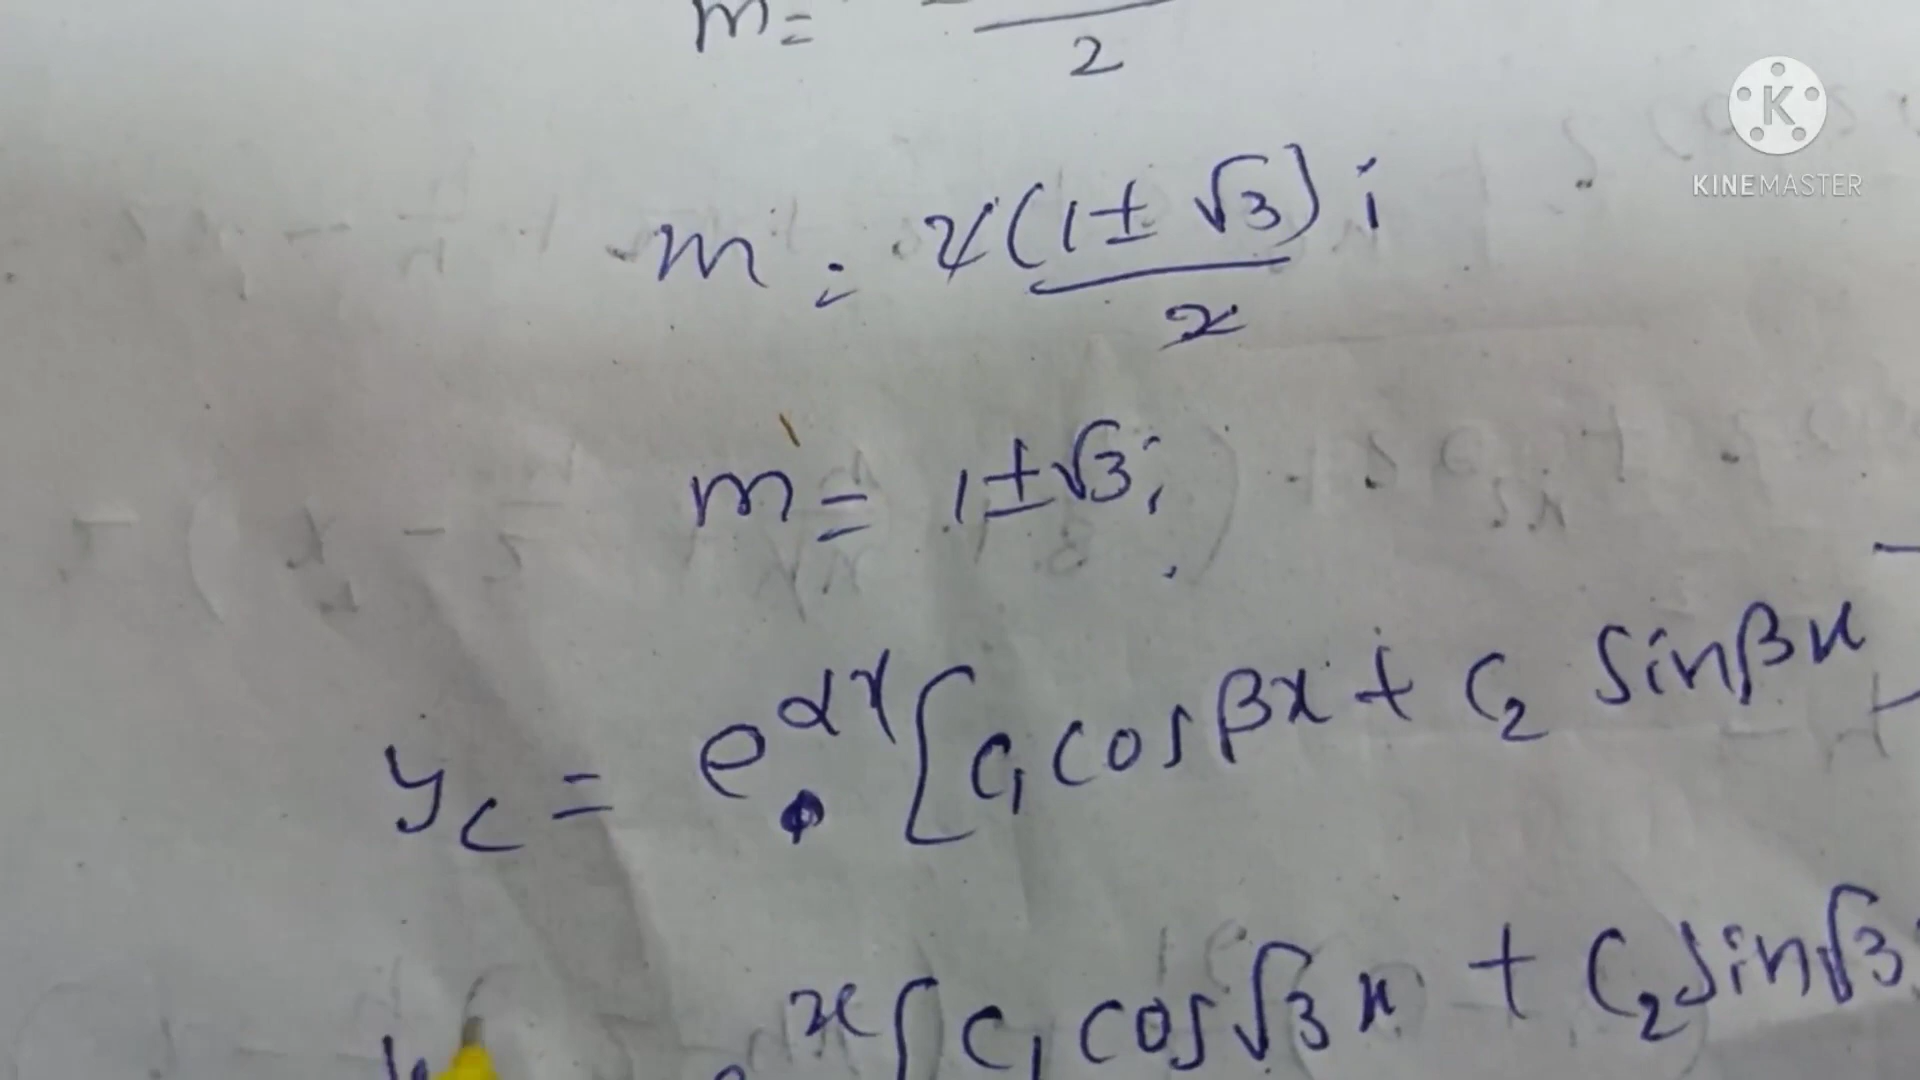 m =
2
KINEMASTER
m = 2(1 ± √3) i
2
m = 1 ± √3 i
y_c = e^αx [c₁ cos βx + c₂ sin βx
x [c₁ cos √3 x + c₂ sin √3